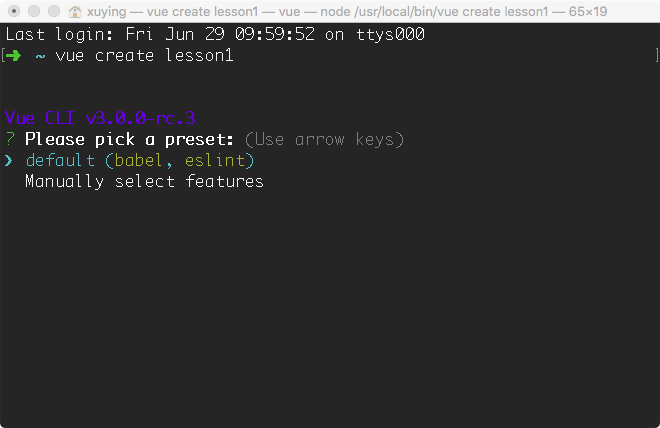 xuying — vue create lesson1 — vue — node /usr/local/bin/vue create lesson1 — 65×19
Last login: Fri Jun 29 09:59:52 on ttys000
[➜  ~ vue create lesson1 ]
Vue CLI v3.0.0-rc.3
? Please pick a preset: (Use arrow keys)
❯ default (babel, eslint)
Manually select features